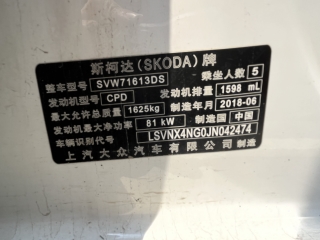 斯柯达(SKODA)牌
整车型号 SVW71613DS 乘坐人数 5
发动机型号 CPD 发动机排量 1598 mL
最大允许总质量 1625kg 制造年月 2018-06
发动机最大净功率 81 kW 制造国 中国
车辆识别代号 LSVNX4NG0JN042474
上汽大众汽车有限公司